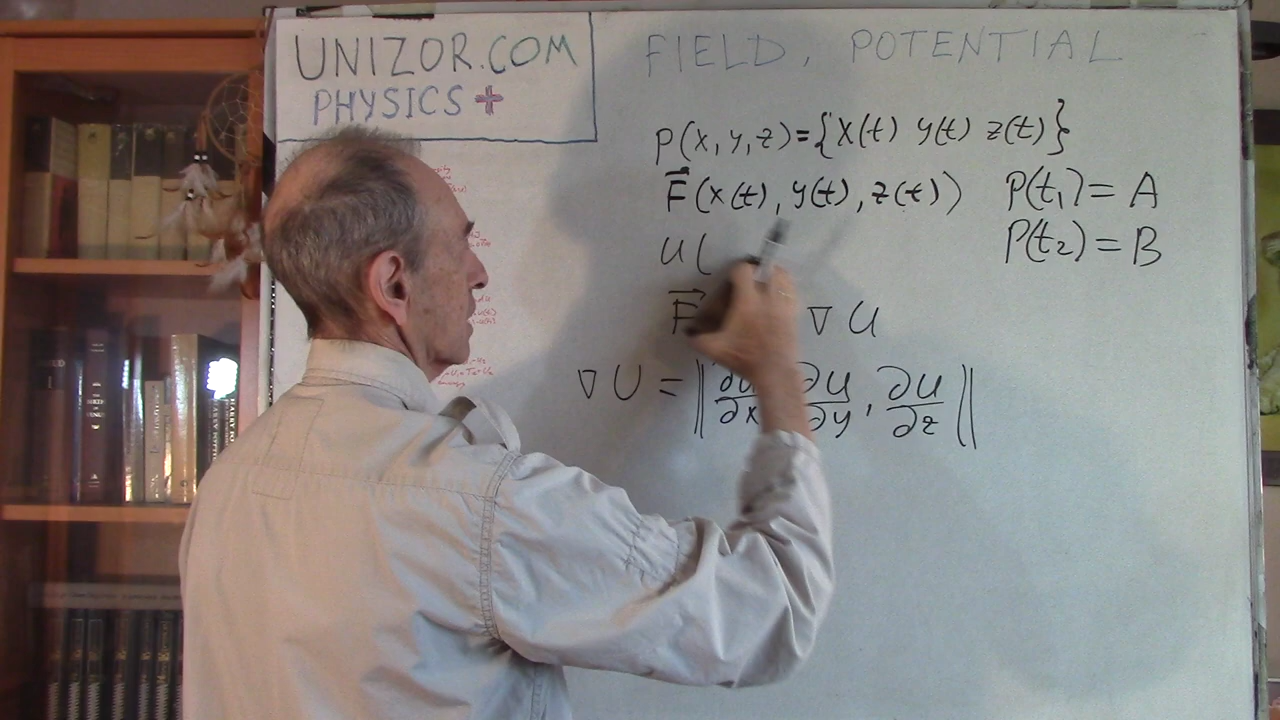 UNIZOR.COM
PHYSICS +
FIELD, POTENTIAL
P(x, y, z) = {x(t) y(t) z(t)}
F⃗(x(t), y(t), z(t)) P(t₁) = A
U( P(t₂) = B
F⃗ ∇U
∇U = ‖∂U/∂x ∂U/∂y, ∂U/∂z‖